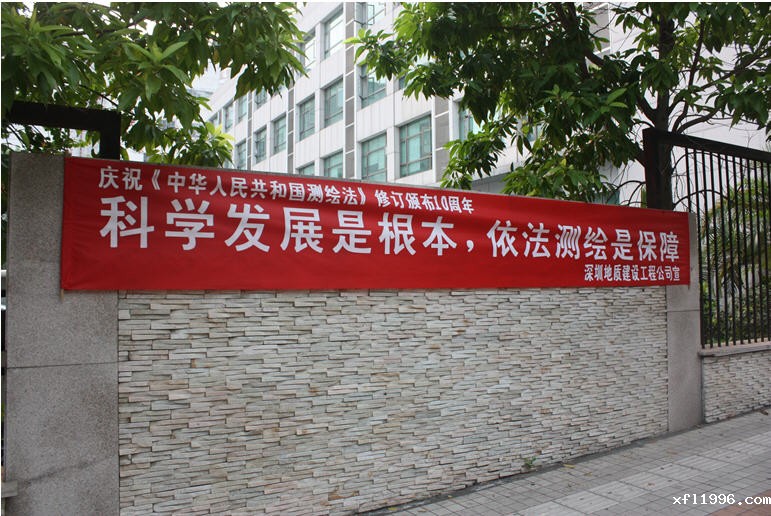 庆祝《中华人民共和国测绘法》修订颁布10周年
科学发展是根本，依法测绘是保障
深圳地质建设工程公司宣
xfl1996.com